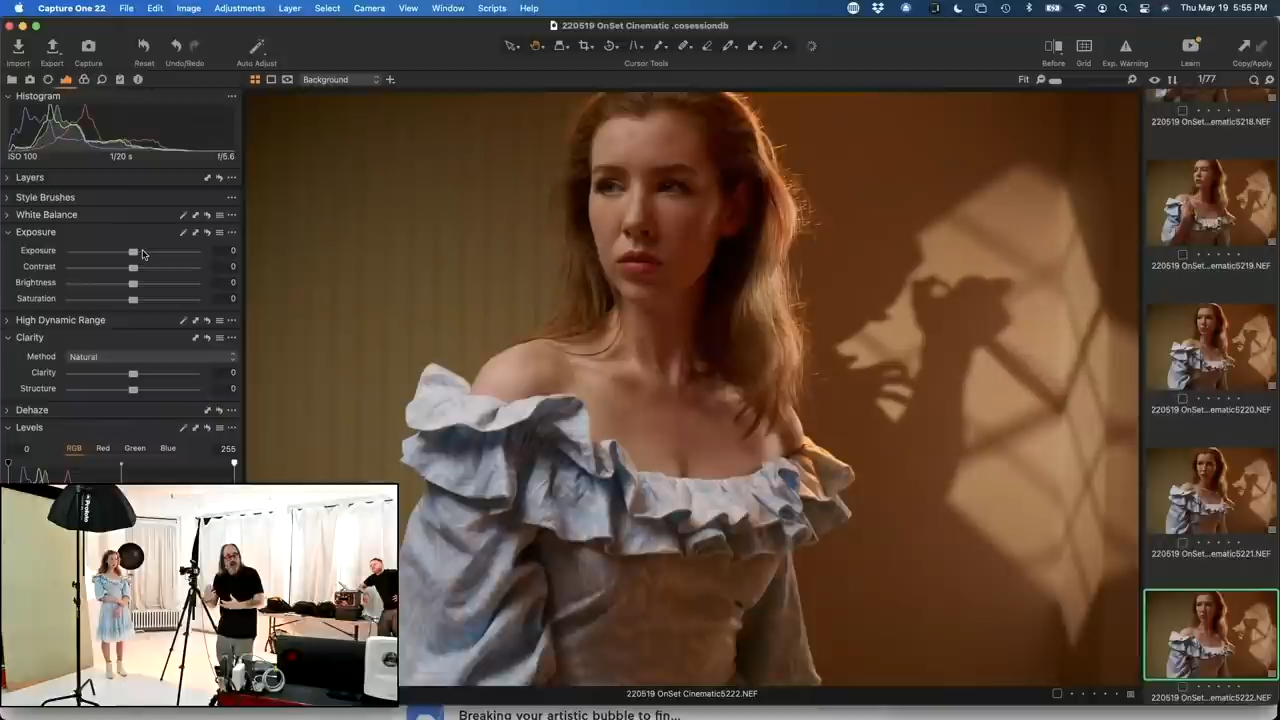 Capture One 22 File Edit Image Adjustments Layer Select Camera View Window Scripts Help Thu May 19 5:55 PM
220519 OnSet Cinematic .cosessiondb
Import Export Capture Reset Undo/Redo Auto Adjust Cursor Tools Before Grid Exp. Warning Learn Copy/Apply
Background Fit 1/77
Histogram
ISO 100 1/20 s f/5.6
Layers
Style Brushes
White Balance
Exposure
Exposure 0
Contrast 0
Brightness 0
Saturation 0
High Dynamic Range
Clarity
Method Natural
Clarity 0
Structure 0
Dehaze
Levels
0 RGB Red Green Blue 255
220519 OnSet...ematic5218.NEF
220519 OnSet...ematic5219.NEF
220519 OnSet...ematic5220.NEF
220519 OnSet...ematic5221.NEF
220519 OnSet...ematic5222.NEF
220519 OnSet Cinematic5222.NEF
Profoto
Breaking your artistic bubble to fin...